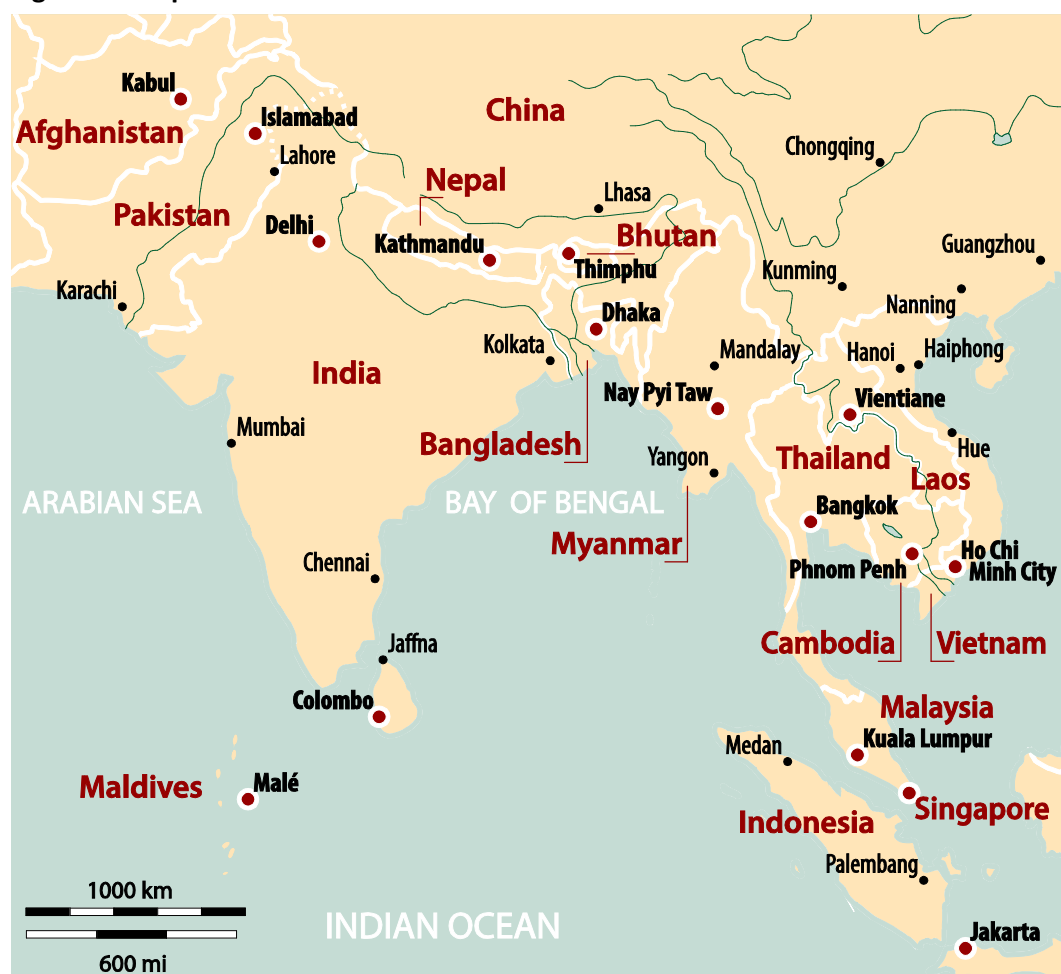 Kabul
Afghanistan
Islamabad
China
Lahore
Chongqing
Nepal
Lhasa
Pakistan
Delhi
Kathmandu
Bhutan
Guangzhou
Thimphu
Kunming
Karachi
Nanning
Dhaka
Kolkata
Mandalay
Hanoi
Haiphong
India
Nay Pyi Taw
Vientiane
Mumbai
Bangladesh
Yangon
Thailand
Hue
Laos
ARABIAN SEA
BAY OF BENGAL
Bangkok
Myanmar
Chennai
Phnom Penh
Ho Chi
Minh City
Jaffna
Cambodia
Vietnam
Colombo
Malaysia
Medan
Kuala Lumpur
Maldives
Malé
Indonesia
Singapore
Palembang
1000 km
INDIAN OCEAN
Jakarta
600 mi